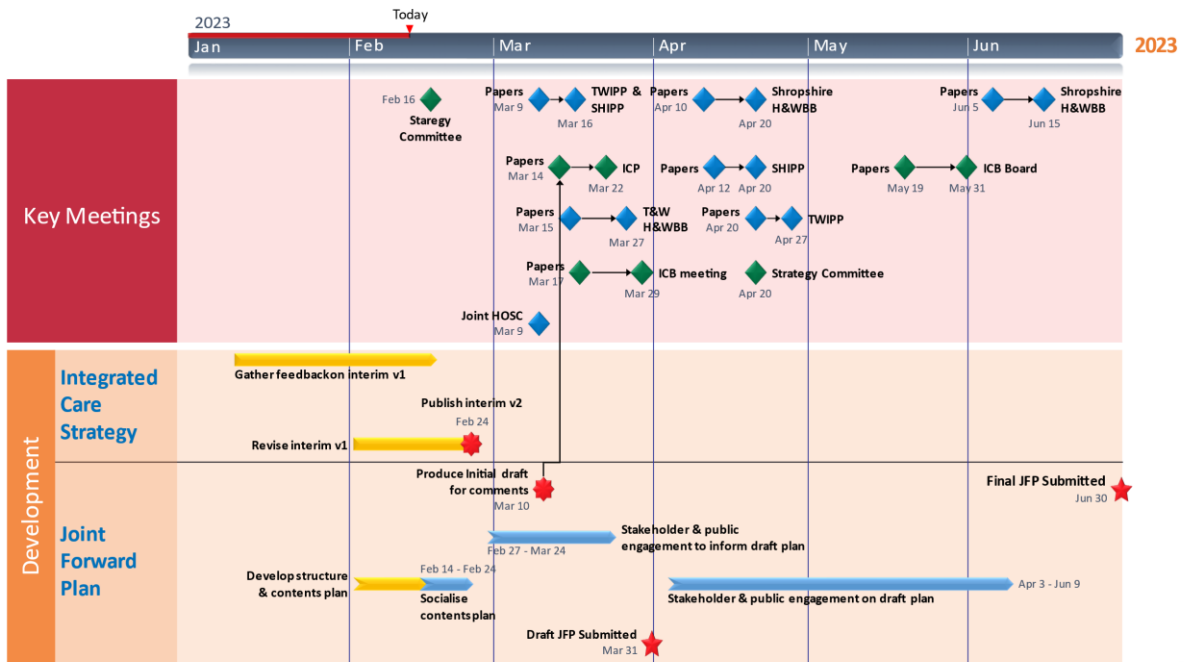 Today
2023
Jan
Feb
Mar
Apr
May
Jun
2023
Key Meetings
Feb 16
Staregy
Committee
Papers
Mar 9
TWIPP &
SHIPP
Mar 16
Papers
Apr 10
Shropshire
H&WBB
Apr 20
Papers
Jun 5
Shropshire
H&WBB
Jun 15
Papers
Mar 14
ICP
Mar 22
Papers
Apr 12
SHIPP
Apr 20
Papers
May 19
ICB Board
May 31
Papers
Mar 15
T&W
H&WBB
Mar 27
Papers
Apr 20
TWIPP
Apr 27
Papers
Mar 17
ICB meeting
Mar 29
Strategy Committee
Apr 20
Joint HOSC
Mar 9
Development
Integrated
Care
Strategy
Gather feedbackon interim v1
Publish interim v2
Feb 24
Revise interim v1
Joint
Forward
Plan
Produce Initial draft
for comments
Mar 10
Final JFP Submitted
Jun 30
Stakeholder & public
engagement to inform draft plan
Feb 27 - Mar 24
Develop structure
& contents plan
Feb 14 - Feb 24
Socialise
contents plan
Apr 3 - Jun 9
Stakeholder & public engagement on draft plan
Draft JFP Submitted
Mar 31